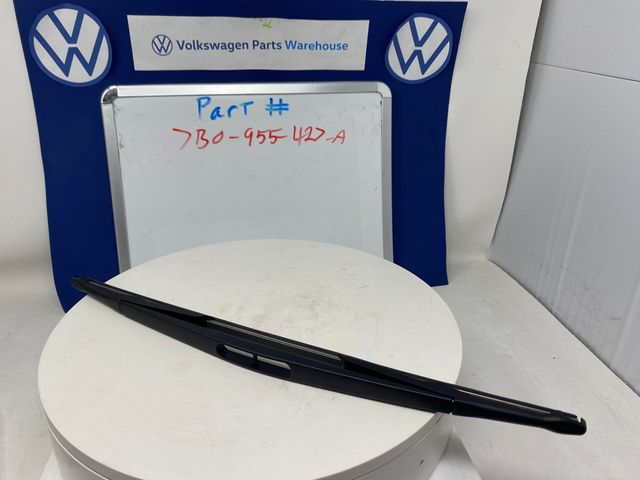 Volkswagen Parts Warehouse
Part #
7B0-955-427-A